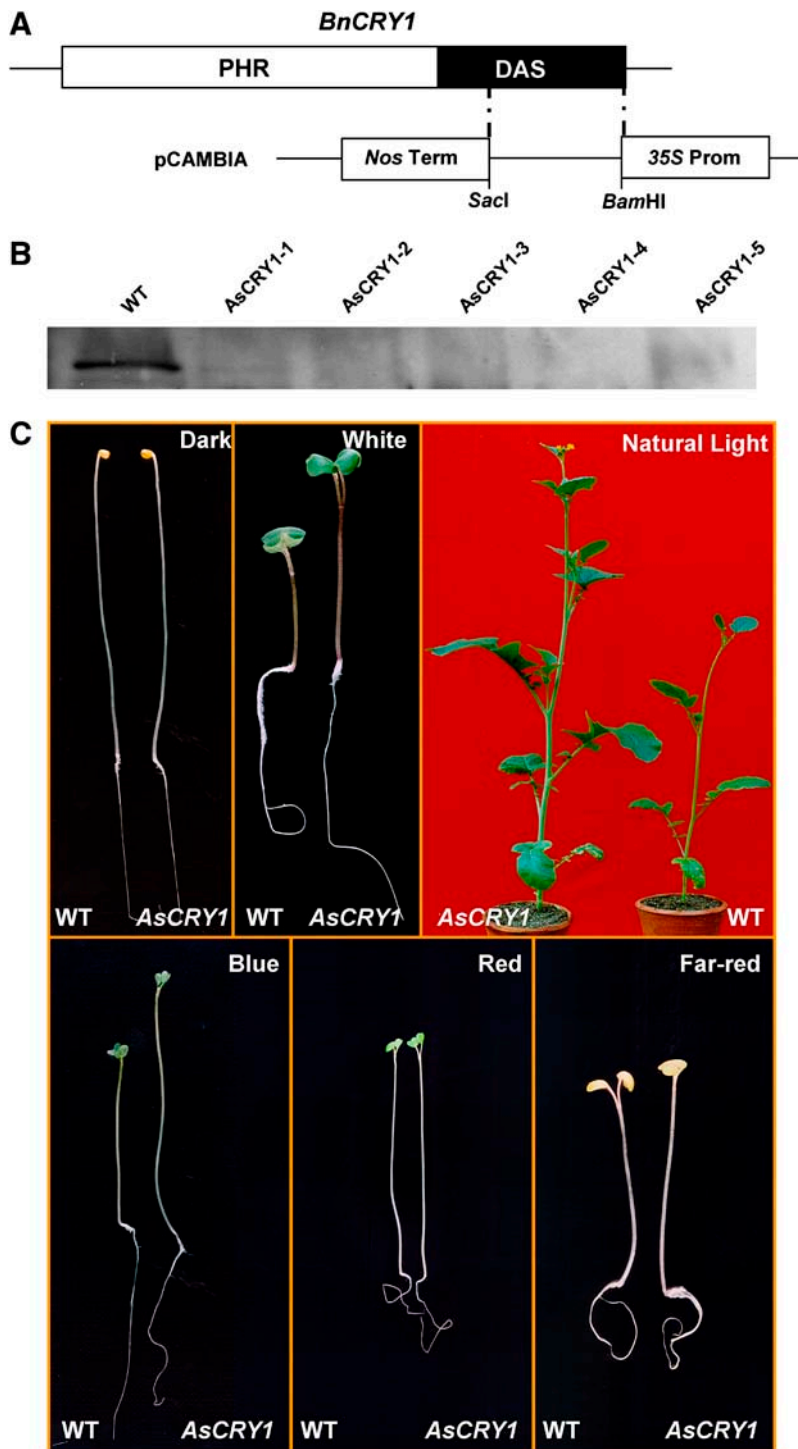 A
BnCRY1
PHR DAS
pCAMBIA Nos Term 35S Prom
SacI BamHI
B
WT AsCRY1-1 AsCRY1-2 AsCRY1-3 AsCRY1-4 AsCRY1-5
C
Dark White Natural Light
WT AsCRY1 WT AsCRY1 AsCRY1 WT
Blue Red Far-red
WT AsCRY1 WT AsCRY1 WT AsCRY1